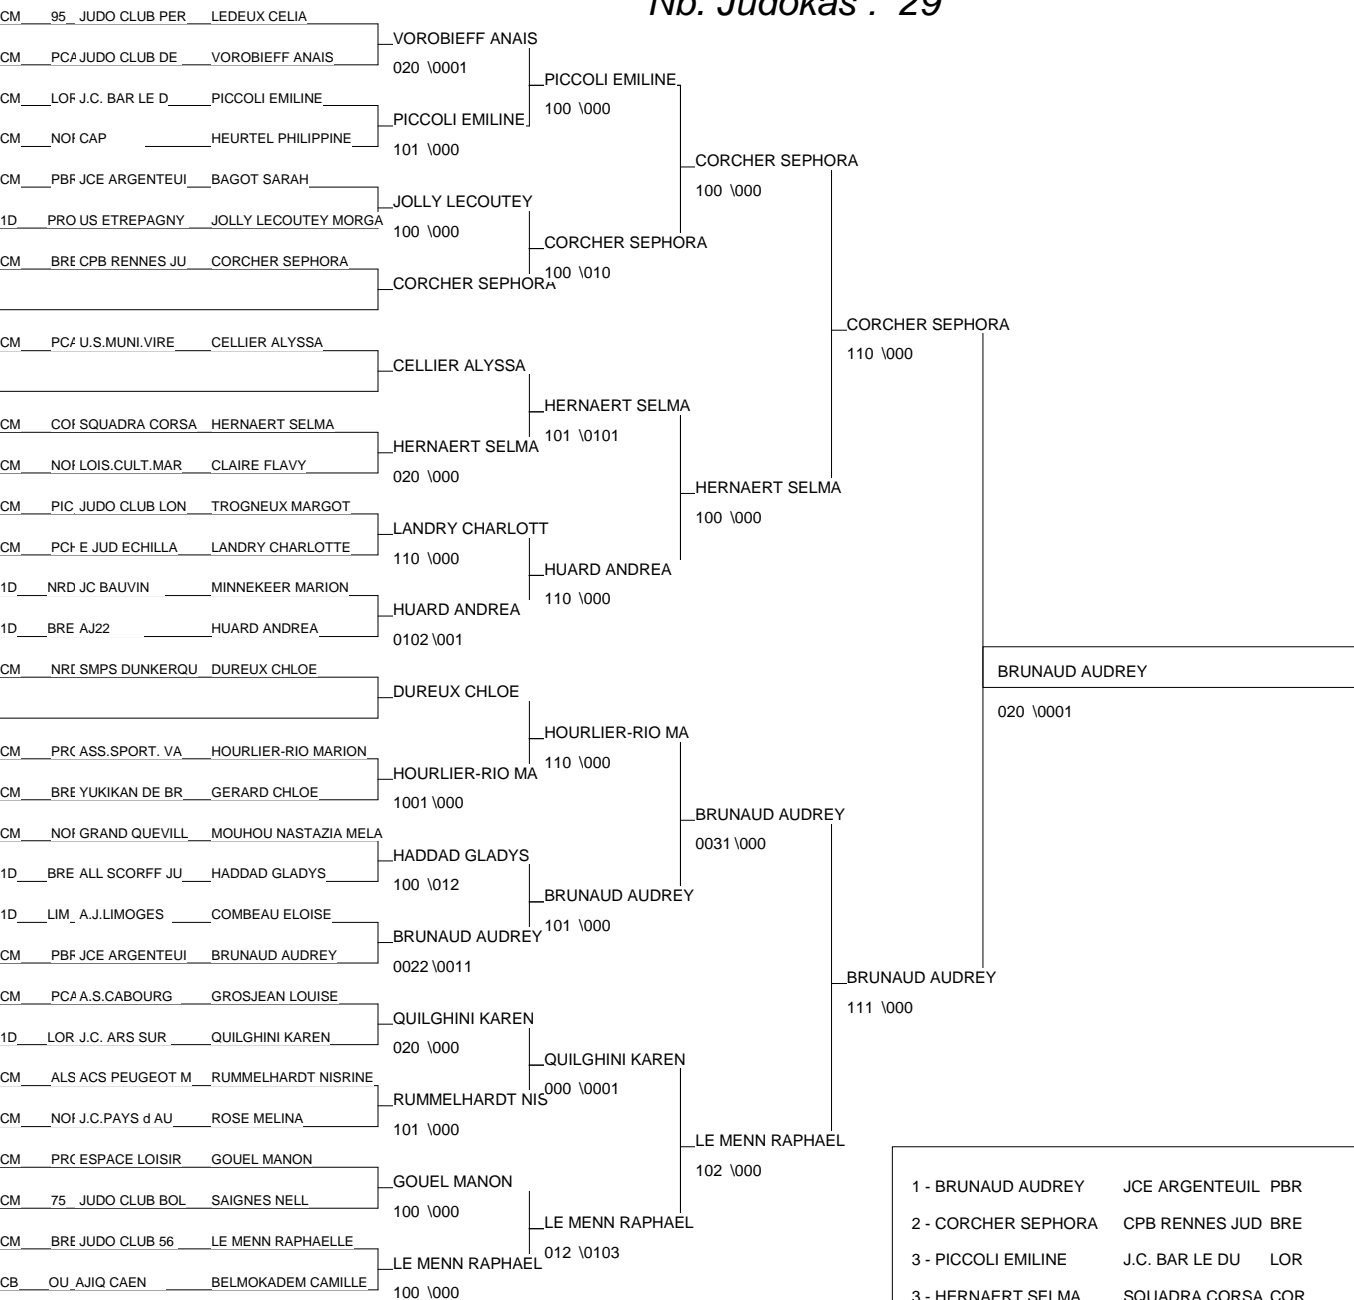 Nb. Judokas : 29
CM 95 JUDO CLUB PER LEDEUX CELIA
VOROBIEFF ANAIS
CM PCA JUDO CLUB DE VOROBIEFF ANAIS
020 \0001
PICCOLI EMILINE
CM LOR J.C. BAR LE D PICCOLI EMILINE
100 \000
PICCOLI EMILINE
CM NOR CAP HEURTEL PHILIPPINE
101 \000
CORCHER SEPHORA
CM PBR JCE ARGENTEUI BAGOT SARAH
100 \000
JOLLY LECOUTEY
1D PRO US ETREPAGNY JOLLY LECOUTEY MORGA
100 \000
CORCHER SEPHORA
CM BRE CPB RENNES JU CORCHER SEPHORA
100 \010
CORCHER SEPHORA
CORCHER SEPHORA
CM PCA U.S.MUNI.VIRE CELLIER ALYSSA
110 \000
CELLIER ALYSSA
HERNAERT SELMA
CM COR SQUADRA CORSA HERNAERT SELMA
101 \0101
HERNAERT SELMA
CM NOR LOIS.CULT.MAR CLAIRE FLAVY
020 \000
HERNAERT SELMA
CM PIC JUDO CLUB LON TROGNEUX MARGOT
100 \000
LANDRY CHARLOTT
CM PCH E JUD ECHILLA LANDRY CHARLOTTE
110 \000
HUARD ANDREA
1D NRD JC BAUVIN MINNEKEER MARION
110 \000
HUARD ANDREA
1D BRE AJ22 HUARD ANDREA
0102 \001
CM NRD SMPS DUNKERQU DUREUX CHLOE
BRUNAUD AUDREY
DUREUX CHLOE
020 \0001
HOURLIER-RIO MA
CM PRO ASS.SPORT. VA HOURLIER-RIO MARION
110 \000
HOURLIER-RIO MA
CM BRE YUKIKAN DE BR GERARD CHLOE
1001 \000
BRUNAUD AUDREY
CM NOR GRAND QUEVILL MOUHOU NASTAZIA MELA
0031 \000
HADDAD GLADYS
1D BRE ALL SCORFF JU HADDAD GLADYS
100 \012
BRUNAUD AUDREY
1D LIM A.J.LIMOGES COMBEAU ELOISE
101 \000
BRUNAUD AUDREY
CM PBR JCE ARGENTEUI BRUNAUD AUDREY
0022 \0011
BRUNAUD AUDREY
CM PCA A.S.CABOURG GROSJEAN LOUISE
111 \000
QUILGHINI KAREN
1D LOR J.C. ARS SUR QUILGHINI KAREN
020 \000
QUILGHINI KAREN
CM ALS ACS PEUGEOT M RUMMELHARDT NISRINE
000 \0001
RUMMELHARDT NIS
CM NOR J.C.PAYS d AU ROSE MELINA
101 \000
LE MENN RAPHAEL
CM PRO ESPACE LOISIR GOUEL MANON
102 \000
GOUEL MANON
1 - BRUNAUD AUDREY JCE ARGENTEUIL PBR
CM 75 JUDO CLUB BOL SAIGNES NELL
100 \000
LE MENN RAPHAEL
2 - CORCHER SEPHORA CPB RENNES JUD BRE
CM BRE JUDO CLUB 56 LE MENN RAPHAELLE
012 \0103
LE MENN RAPHAEL
3 - PICCOLI EMILINE J.C. BAR LE DU LOR
CB OU AJIQ CAEN BELMOKADEM CAMILLE
100 \000
3 - HERNAERT SELMA SQUADRA CORSA COR